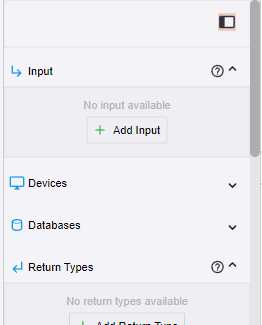 Input
No input available
Add Input
Devices
Databases
Return Types
No return types available
Add Return Type